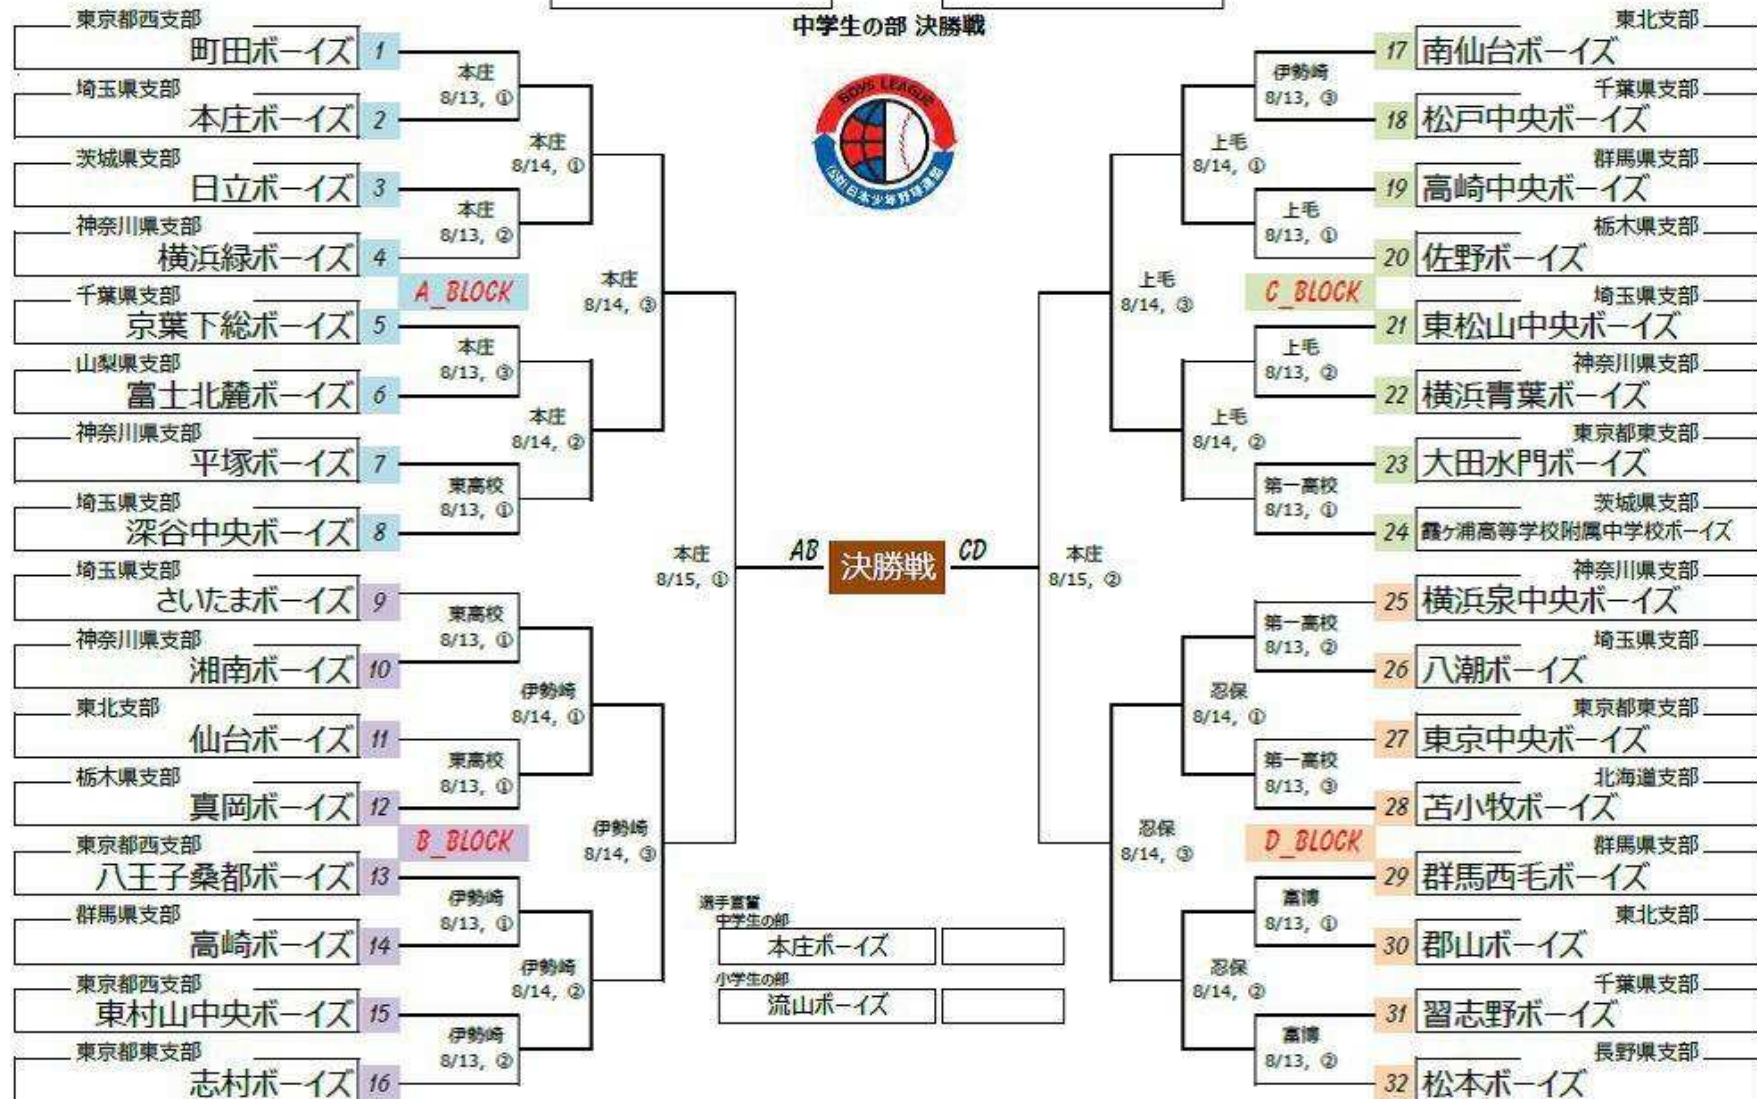 中学生の部 決勝戦
BOYS LEAGUE
(公財)日本少年野球連盟
東京都西支部
町田ボーイズ 1
埼玉県支部
本庄ボーイズ 2
茨城県支部
日立ボーイズ 3
神奈川県支部
横浜緑ボーイズ 4
A_BLOCK
千葉県支部
京葉下総ボーイズ 5
山梨県支部
富士北麓ボーイズ 6
神奈川県支部
平塚ボーイズ 7
埼玉県支部
深谷中央ボーイズ 8
埼玉県支部
さいたまボーイズ 9
神奈川県支部
湘南ボーイズ 10
東北支部
仙台ボーイズ 11
栃木県支部
真岡ボーイズ 12
B_BLOCK
東京都西支部
八王子桑都ボーイズ 13
群馬県支部
高崎ボーイズ 14
東京都西支部
東村山中央ボーイズ 15
東京都東支部
志村ボーイズ 16
本庄
8/13, ①
本庄
8/13, ②
本庄
8/13, ③
東高校
8/13, ①
東高校
8/13, ①
東高校
8/13, ①
伊勢崎
8/13, ①
伊勢崎
8/13, ②
本庄
8/14, ①
本庄
8/14, ②
伊勢崎
8/14, ①
伊勢崎
8/14, ②
本庄
8/14, ③
伊勢崎
8/14, ③
本庄
8/15, ①
AB 決勝戦 CD
本庄
8/15, ②
選手宣誓
中学生の部
本庄ボーイズ
小学生の部
流山ボーイズ
上毛
8/14, ③
忍保
8/14, ③
上毛
8/14, ①
上毛
8/14, ②
忍保
8/14, ①
忍保
8/14, ②
伊勢崎
8/13, ③
上毛
8/13, ①
上毛
8/13, ②
第一高校
8/13, ①
第一高校
8/13, ②
第一高校
8/13, ③
富博
8/13, ①
富博
8/13, ②
東北支部
17 南仙台ボーイズ
千葉県支部
18 松戸中央ボーイズ
群馬県支部
19 高崎中央ボーイズ
栃木県支部
20 佐野ボーイズ
C_BLOCK
埼玉県支部
21 東松山中央ボーイズ
神奈川県支部
22 横浜青葉ボーイズ
東京都東支部
23 大田水門ボーイズ
茨城県支部
24 霞ヶ浦高等学校附属中学校ボーイズ
神奈川県支部
25 横浜泉中央ボーイズ
埼玉県支部
26 八潮ボーイズ
東京都東支部
27 東京中央ボーイズ
北海道支部
28 苫小牧ボーイズ
D_BLOCK
群馬県支部
29 群馬西毛ボーイズ
東北支部
30 郡山ボーイズ
千葉県支部
31 習志野ボーイズ
長野県支部
32 松本ボーイズ